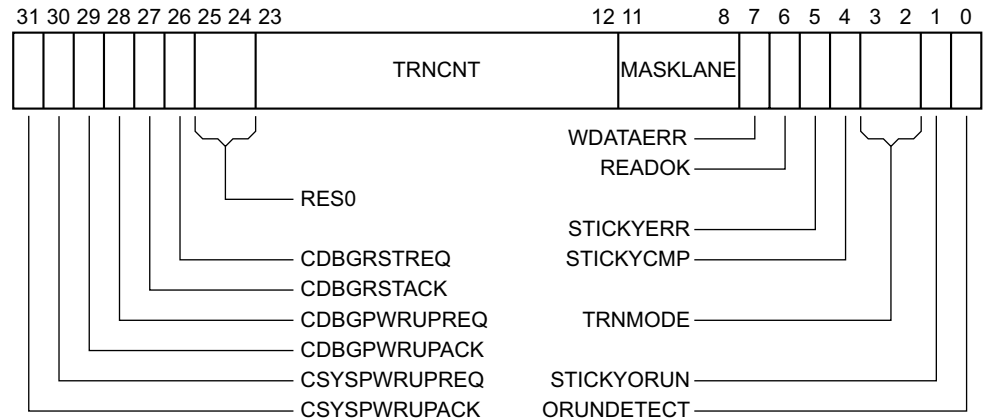 31 30 29 28 27 26 25 24 23 12 11 8 7 6 5 4 3 2 1 0
TRNCNT MASKLANE
WDATAERR
READOK
RES0
STICKYERR
CDBGRSTREQ STICKYCMP
CDBGRSTACK
CDBGPWRUPREQ TRNMODE
CDBGPWRUPACK
CSYSPWRUPREQ STICKYORUN
CSYSPWRUPACK ORUNDETECT